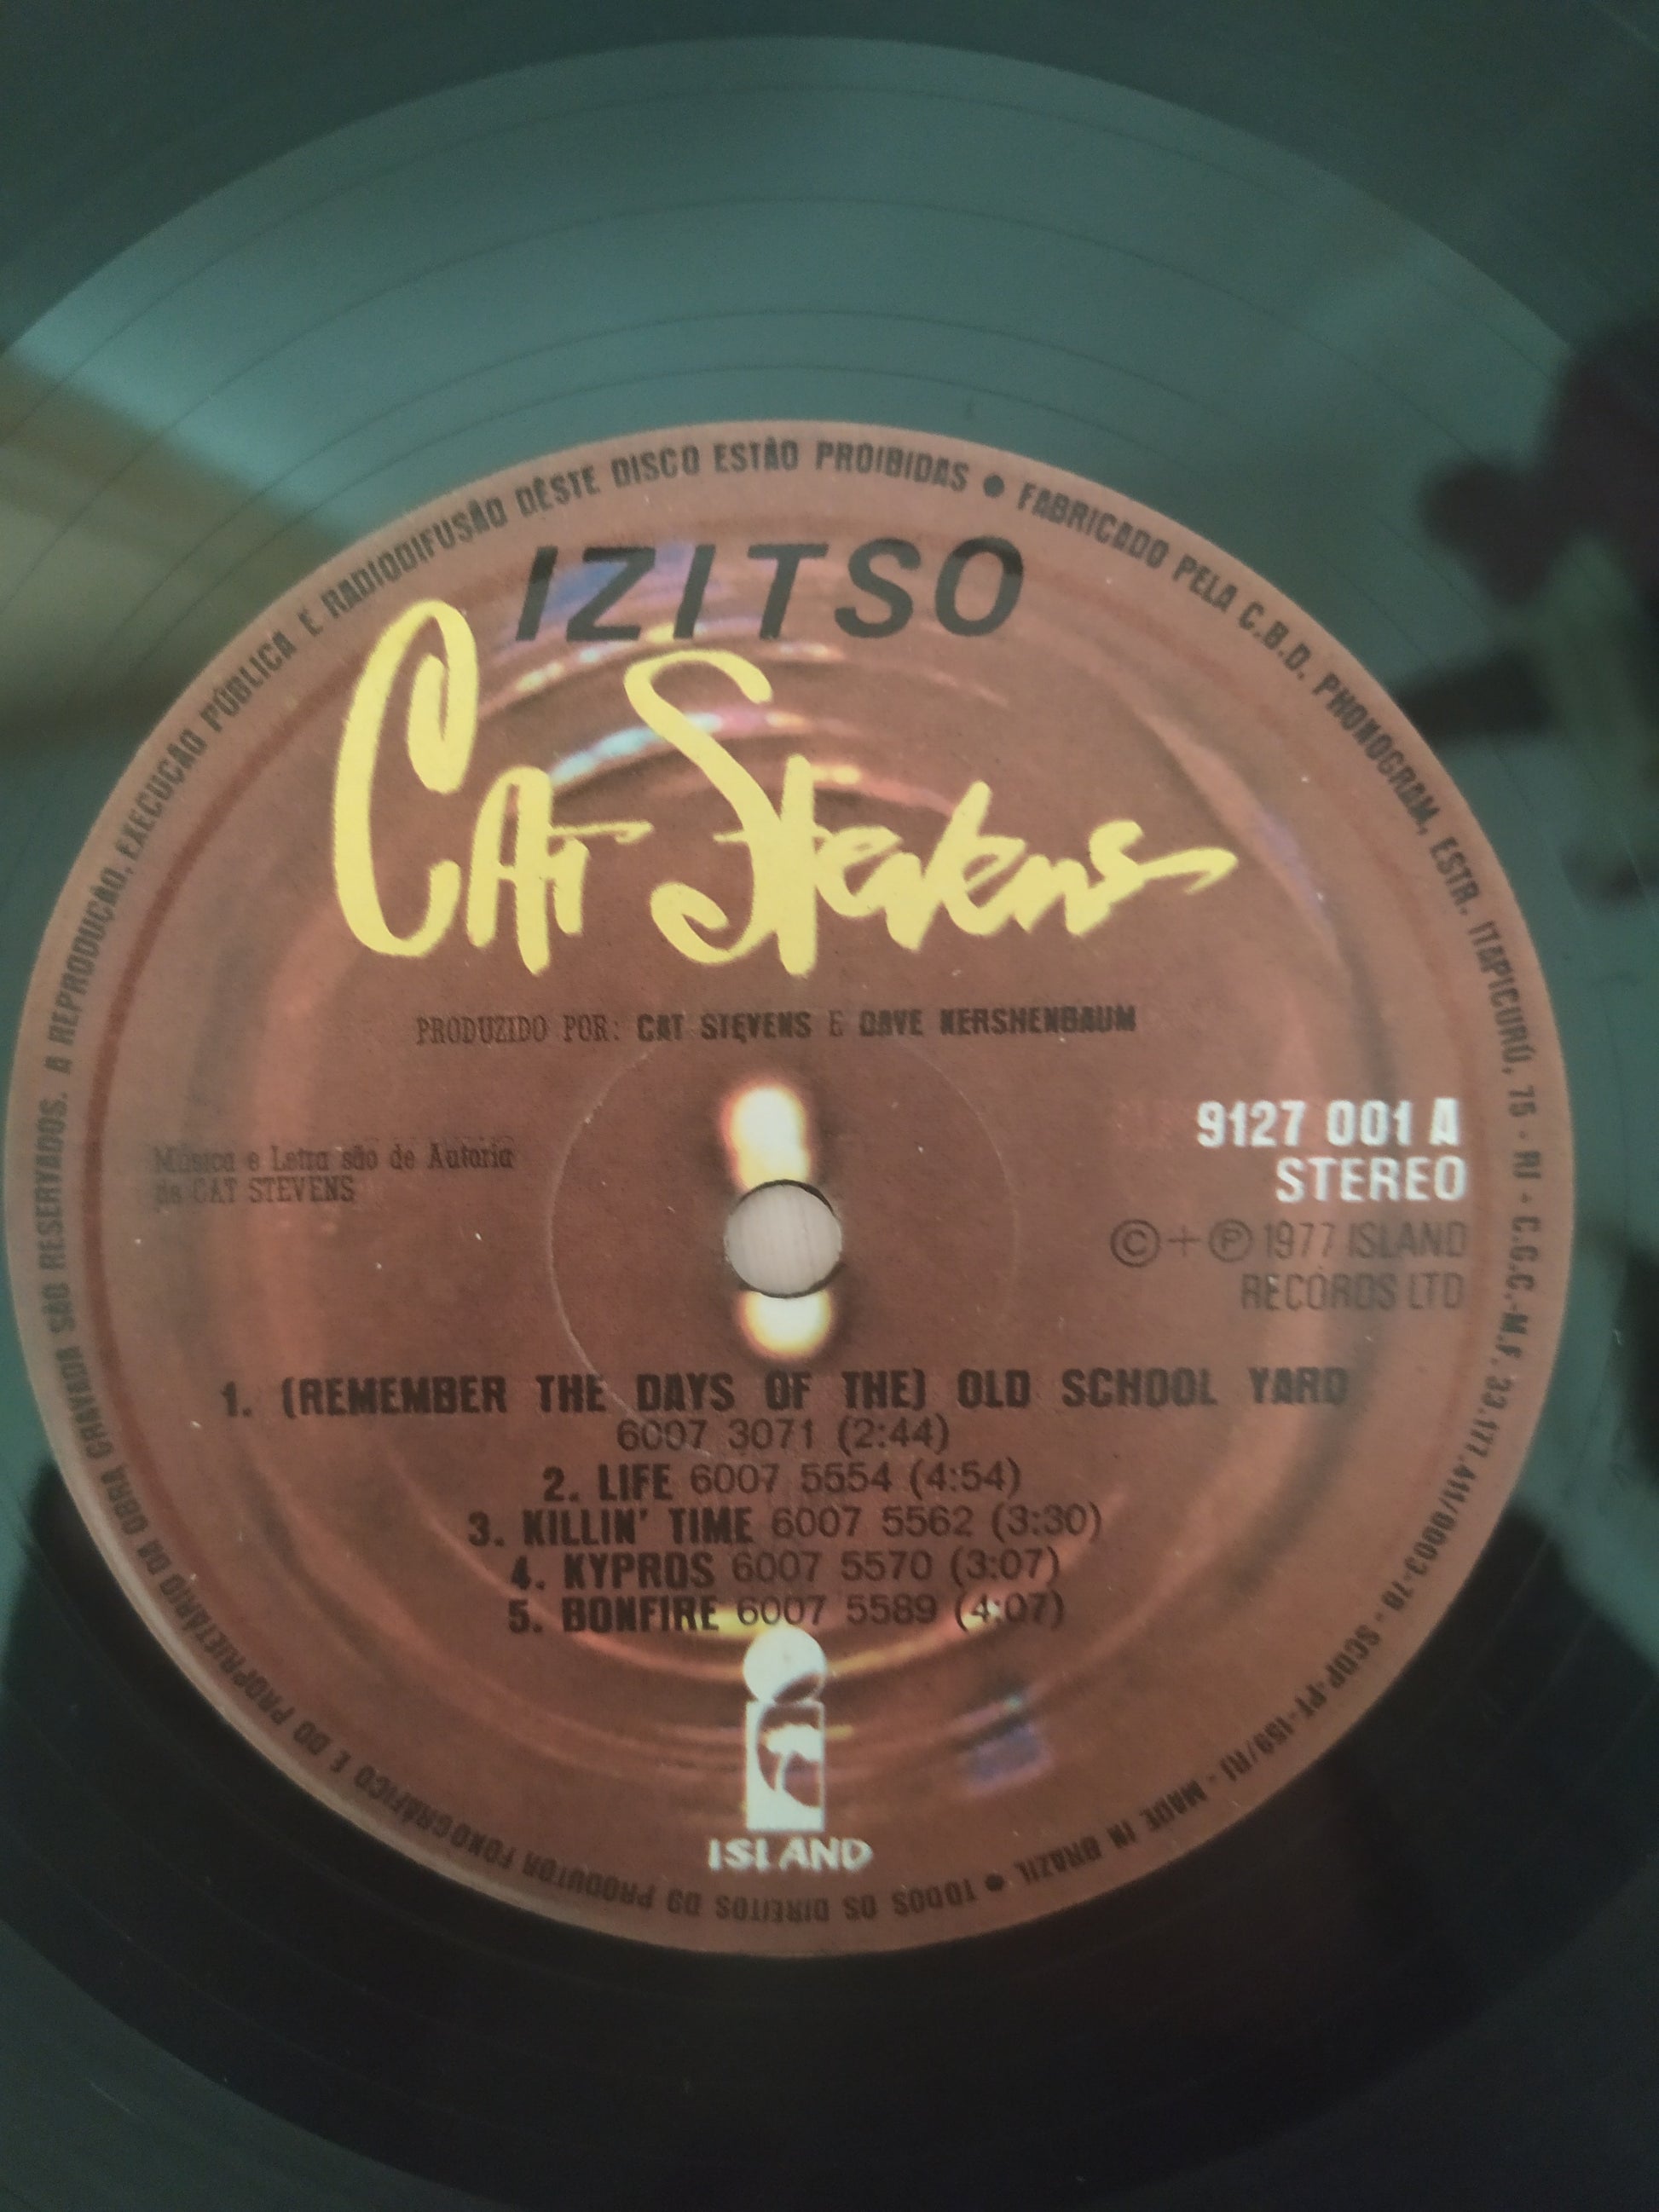 IZITSO
CAT Stevens
PRODUZIDO POR: CAT STEVENS E DAVE KERSHENBAUM
Música e Letra são de Autoria
de CAT STEVENS
9127 001 A
STEREO
©+℗ 1977 ISLAND
RECORDS LTD
1. (REMEMBER THE DAYS OF THE) OLD SCHOOL YARD
6007 3071 (2:44)
2. LIFE 6007 5554 (4:54)
3. KILLIN' TIME 6007 5562 (3:30)
4. KYPROS 6007 5570 (3:07)
5. BONFIRE 6007 5589 (4:07)
ISLAND
TODOS OS DIREITOS DO PRODUTOR FONOGRÁFICO E DO PROPRIETÁRIO DA OBRA GRAVADA SÃO RESERVADOS. A REPRODUÇÃO, EXECUÇÃO PÚBLICA E RADIODIFUSÃO DÊSTE DISCO ESTÃO PROIBIDAS ● FABRICADO PELA C.B.D. PHONOGRAM, ESTR. ITAPICURÚ, 75 - RJ - C.G.C.-M.F. 33.177.411/0003-70 - SCDP-PT-159/RJ - MADE IN BRAZIL ●